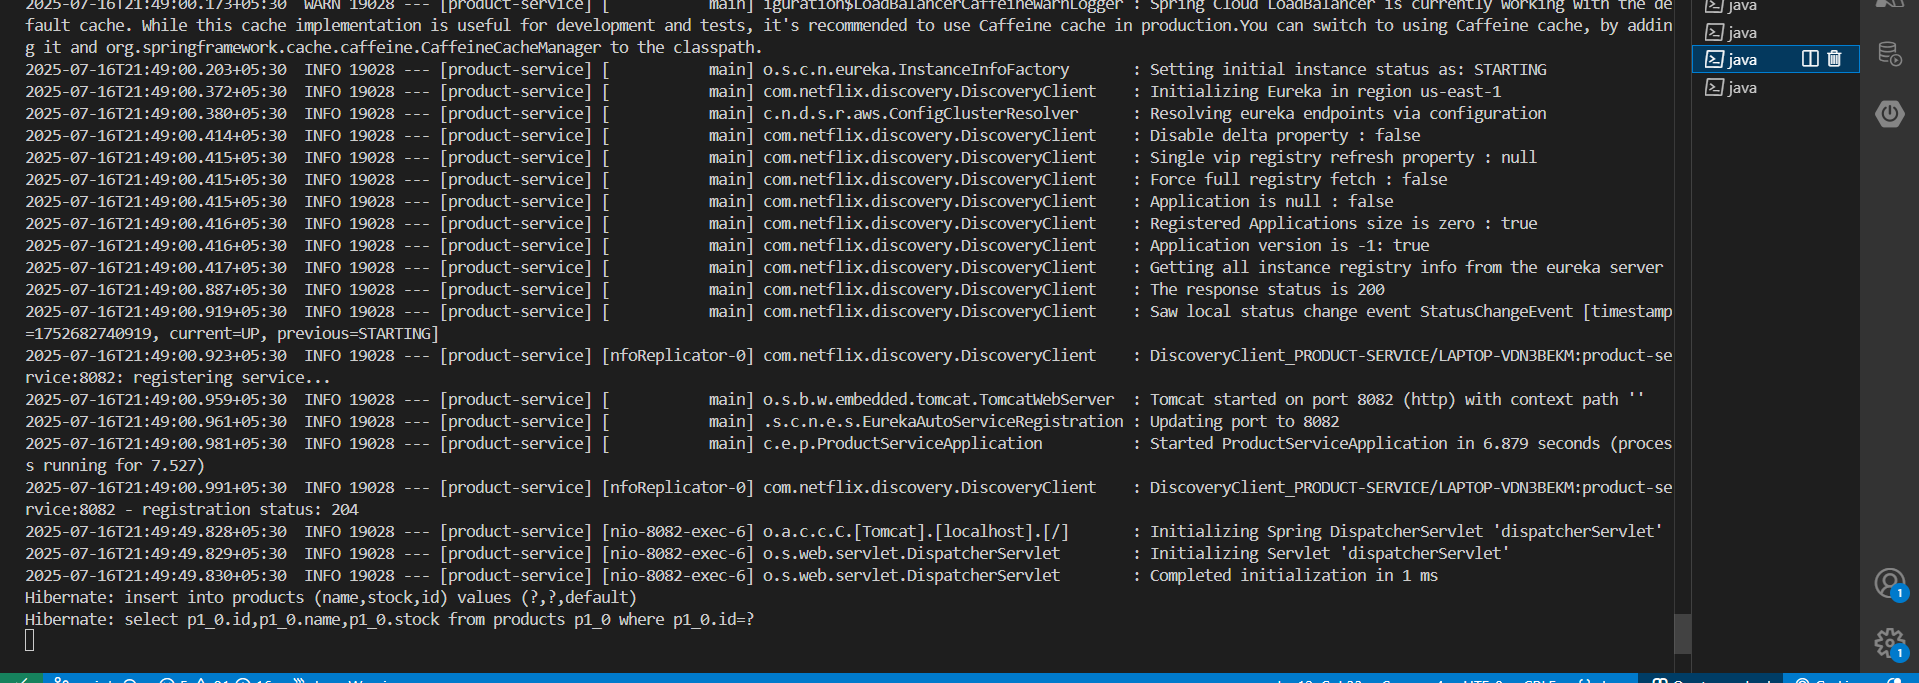 2025-07-16T21:49:00.173+05:30  WARN 19028 --- [product-service] [           main] iguration$LoadBalancerCaffeineWarnLogger : Spring Cloud LoadBalancer is currently working with the de
fault cache. While this cache implementation is useful for development and tests, it's recommended to use Caffeine cache in production.You can switch to using Caffeine cache, by addin
g it and org.springframework.cache.caffeine.CaffeineCacheManager to the classpath.
2025-07-16T21:49:00.203+05:30  INFO 19028 --- [product-service] [           main] o.s.c.n.eureka.InstanceInfoFactory       : Setting initial instance status as: STARTING
2025-07-16T21:49:00.372+05:30  INFO 19028 --- [product-service] [           main] com.netflix.discovery.DiscoveryClient    : Initializing Eureka in region us-east-1
2025-07-16T21:49:00.380+05:30  INFO 19028 --- [product-service] [           main] c.n.d.s.r.aws.ConfigClusterResolver      : Resolving eureka endpoints via configuration
2025-07-16T21:49:00.414+05:30  INFO 19028 --- [product-service] [           main] com.netflix.discovery.DiscoveryClient    : Disable delta property : false
2025-07-16T21:49:00.415+05:30  INFO 19028 --- [product-service] [           main] com.netflix.discovery.DiscoveryClient    : Single vip registry refresh property : null
2025-07-16T21:49:00.415+05:30  INFO 19028 --- [product-service] [           main] com.netflix.discovery.DiscoveryClient    : Force full registry fetch : false
2025-07-16T21:49:00.415+05:30  INFO 19028 --- [product-service] [           main] com.netflix.discovery.DiscoveryClient    : Application is null : false
2025-07-16T21:49:00.416+05:30  INFO 19028 --- [product-service] [           main] com.netflix.discovery.DiscoveryClient    : Registered Applications size is zero : true
2025-07-16T21:49:00.416+05:30  INFO 19028 --- [product-service] [           main] com.netflix.discovery.DiscoveryClient    : Application version is -1: true
2025-07-16T21:49:00.417+05:30  INFO 19028 --- [product-service] [           main] com.netflix.discovery.DiscoveryClient    : Getting all instance registry info from the eureka server
2025-07-16T21:49:00.887+05:30  INFO 19028 --- [product-service] [           main] com.netflix.discovery.DiscoveryClient    : The response status is 200
2025-07-16T21:49:00.919+05:30  INFO 19028 --- [product-service] [           main] com.netflix.discovery.DiscoveryClient    : Saw local status change event StatusChangeEvent [timestamp
=1752682740919, current=UP, previous=STARTING]
2025-07-16T21:49:00.923+05:30  INFO 19028 --- [product-service] [nfoReplicator-0] com.netflix.discovery.DiscoveryClient    : DiscoveryClient_PRODUCT-SERVICE/LAPTOP-VDN3BEKM:product-se
rvice:8082: registering service...
2025-07-16T21:49:00.959+05:30  INFO 19028 --- [product-service] [           main] o.s.b.w.embedded.tomcat.TomcatWebServer  : Tomcat started on port 8082 (http) with context path ''
2025-07-16T21:49:00.961+05:30  INFO 19028 --- [product-service] [           main] .s.c.n.e.s.EurekaAutoServiceRegistration : Updating port to 8082
2025-07-16T21:49:00.981+05:30  INFO 19028 --- [product-service] [           main] c.e.p.ProductServiceApplication          : Started ProductServiceApplication in 6.879 seconds (proces
s running for 7.527)
2025-07-16T21:49:00.991+05:30  INFO 19028 --- [product-service] [nfoReplicator-0] com.netflix.discovery.DiscoveryClient    : DiscoveryClient_PRODUCT-SERVICE/LAPTOP-VDN3BEKM:product-se
rvice:8082 - registration status: 204
2025-07-16T21:49:49.828+05:30  INFO 19028 --- [product-service] [nio-8082-exec-6] o.a.c.c.C.[Tomcat].[localhost].[/]       : Initializing Spring DispatcherServlet 'dispatcherServlet'
2025-07-16T21:49:49.829+05:30  INFO 19028 --- [product-service] [nio-8082-exec-6] o.s.web.servlet.DispatcherServlet        : Initializing Servlet 'dispatcherServlet'
2025-07-16T21:49:49.830+05:30  INFO 19028 --- [product-service] [nio-8082-exec-6] o.s.web.servlet.DispatcherServlet        : Completed initialization in 1 ms
Hibernate: insert into products (name,stock,id) values (?,?,default)
Hibernate: select p1_0.id,p1_0.name,p1_0.stock from products p1_0 where p1_0.id=?
java
java
java
java
1
1